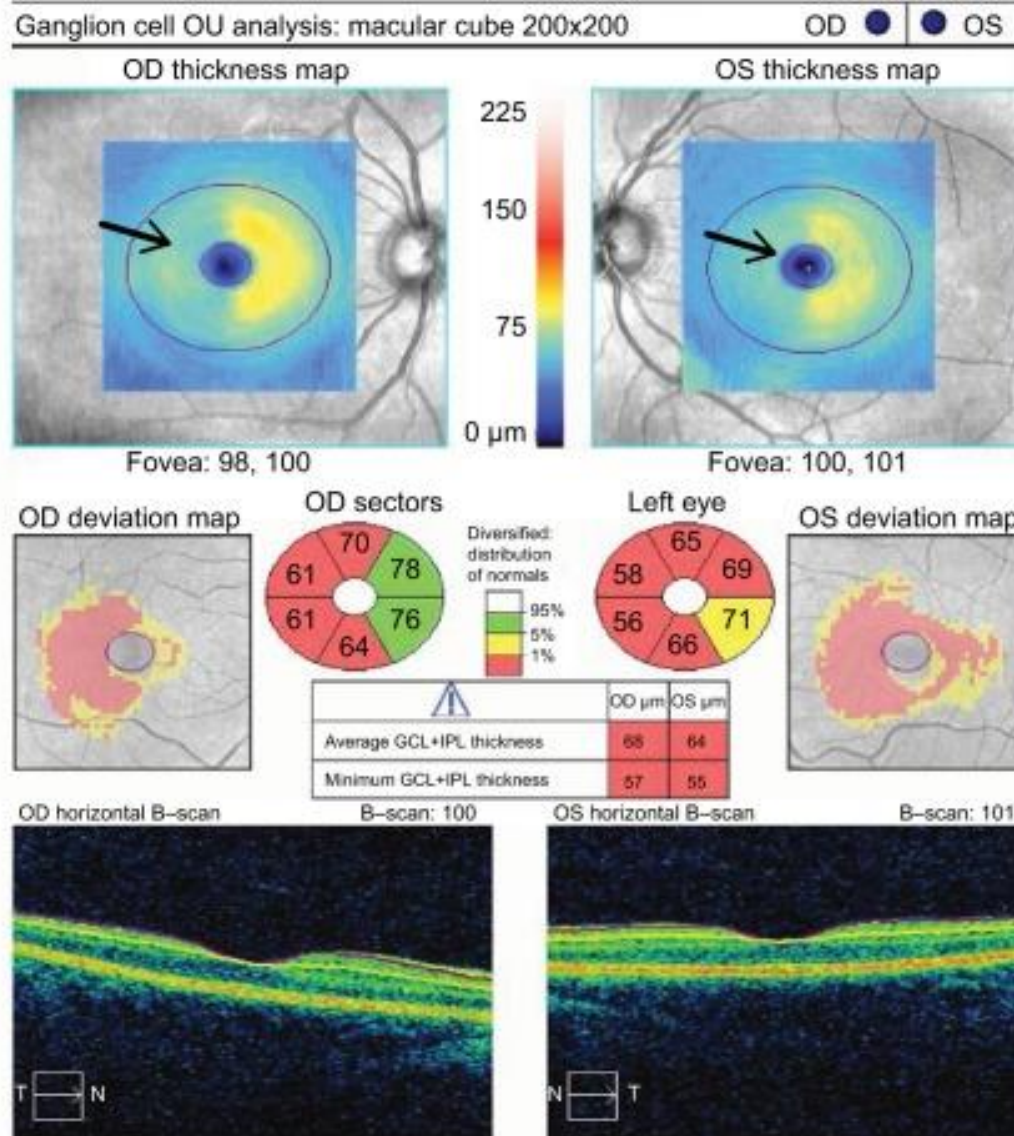 Ganglion cell OU analysis: macular cube 200x200 OD OS
OD thickness map OS thickness map
225
150
75
0 µm
Fovea: 98, 100 Fovea: 100, 101
OD deviation map OD sectors Left eye OS deviation map
Diversified:
distribution
of normals
95%
5%
1%
70
61 78
61 76
64
65
58 69
56 71
66
OD µm OS µm
Average GCL+IPL thickness 68 64
Minimum GCL+IPL thickness 57 55
OD horizontal B–scan B–scan: 100 OS horizontal B–scan B–scan: 101
T N N T